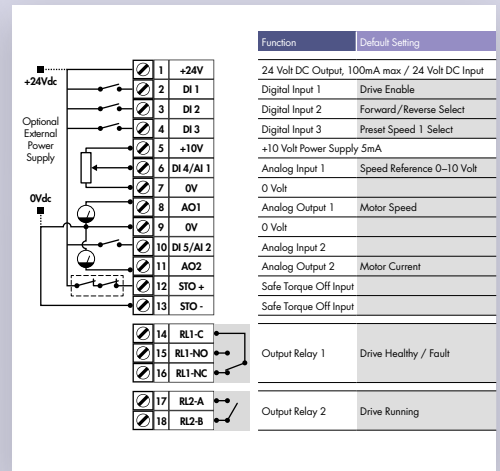 Function Default Setting
+24Vdc
Optional
External
Power
Supply
0Vdc
1 +24V 24 Volt DC Output, 100mA max / 24 Volt DC Input
2 DI 1 Digital Input 1 Drive Enable
3 DI 2 Digital Input 2 Forward/Reverse Select
4 DI 3 Digital Input 3 Preset Speed 1 Select
5 +10V +10 Volt Power Supply 5mA
6 DI 4/AI 1 Analog Input 1 Speed Reference 0–10 Volt
7 0V 0 Volt
8 AO1 Analog Output 1 Motor Speed
9 0V 0 Volt
10 DI 5/AI 2 Analog Input 2
11 AO2 Analog Output 2 Motor Current
12 STO + Safe Torque Off Input
13 STO - Safe Torque Off Input
14 RL1-C
15 RL1-NO Output Relay 1 Drive Healthy / Fault
16 RL1-NC
17 RL2-A
Output Relay 2 Drive Running
18 RL2-B